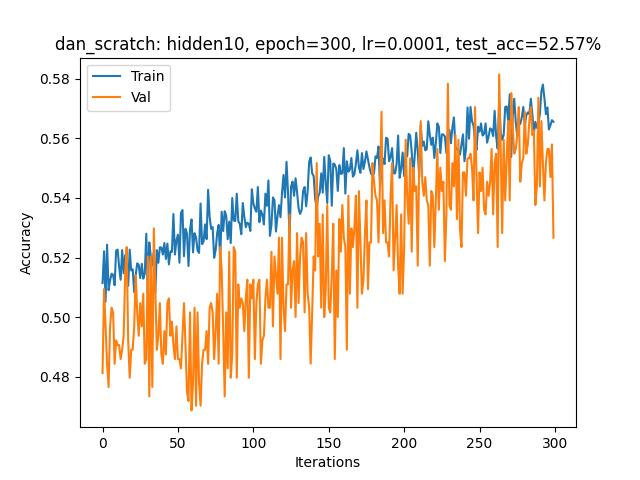 dan_scratch: hidden10, epoch=300, lr=0.0001, test_acc=52.57%
Train
Val
0.58
0.56
0.54
0.52
0.50
0.48
Accuracy
0 50 100 150 200 250 300
Iterations